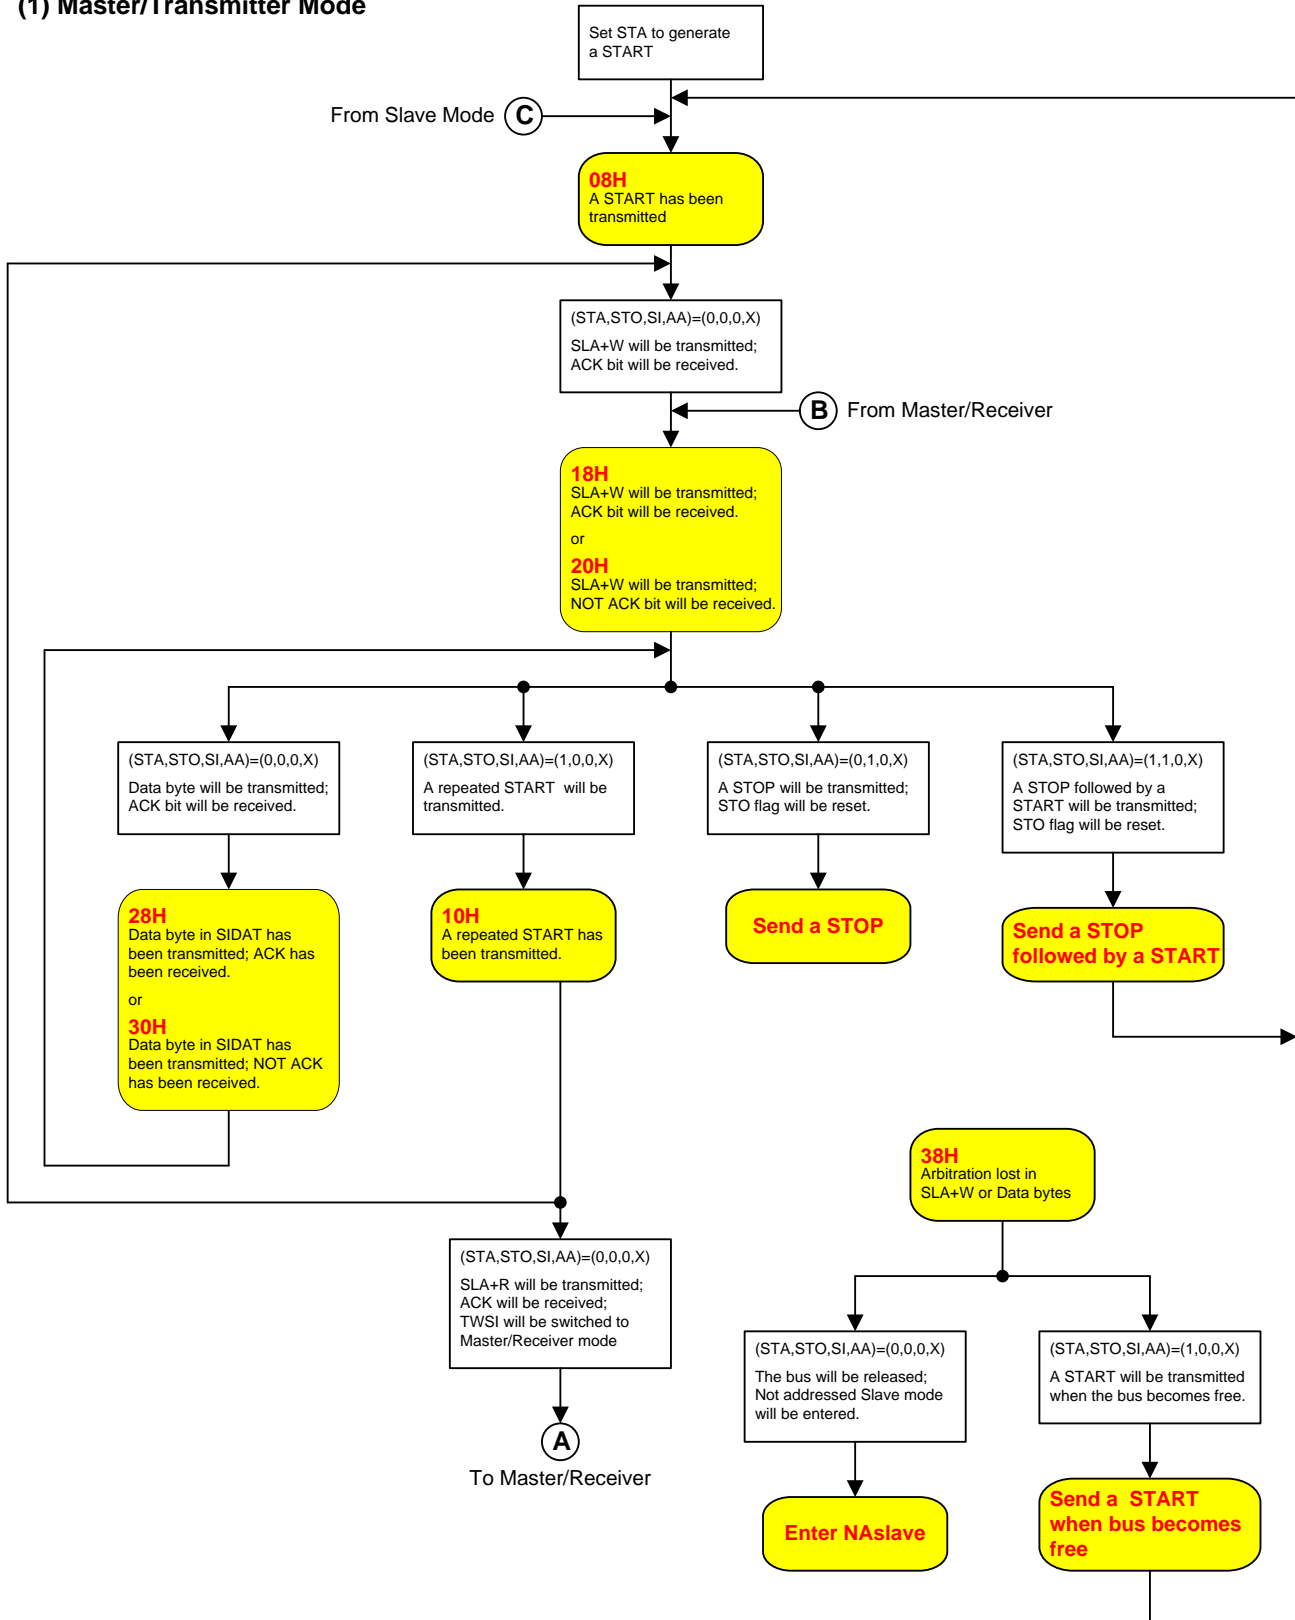 (1) Master/Transmitter Mode
Set STA to generate
a START
From Slave Mode
C
08H
A START has been
transmitted
(STA,STO,SI,AA)=(0,0,0,X)
SLA+W will be transmitted;
ACK bit will be received.
B
From Master/Receiver
18H
SLA+W will be transmitted;
ACK bit will be received.
or
20H
SLA+W will be transmitted;
NOT ACK bit will be received.
(STA,STO,SI,AA)=(0,0,0,X)
Data byte will be transmitted;
ACK bit will be received.
(STA,STO,SI,AA)=(1,0,0,X)
A repeated START will be
transmitted.
(STA,STO,SI,AA)=(0,1,0,X)
A STOP will be transmitted;
STO flag will be reset.
(STA,STO,SI,AA)=(1,1,0,X)
A STOP followed by a
START will be transmitted;
STO flag will be reset.
28H
Data byte in SIDAT has
been transmitted; ACK has
been received.
or
30H
Data byte in SIDAT has
been transmitted; NOT ACK
has been received.
10H
A repeated START has
been transmitted.
Send a STOP
Send a STOP
followed by a START
38H
Arbitration lost in
SLA+W or Data bytes
(STA,STO,SI,AA)=(0,0,0,X)
SLA+R will be transmitted;
ACK will be received;
TWSI will be switched to
Master/Receiver mode
A
To Master/Receiver
(STA,STO,SI,AA)=(0,0,0,X)
The bus will be released;
Not addressed Slave mode
will be entered.
(STA,STO,SI,AA)=(1,0,0,X)
A START will be transmitted
when the bus becomes free.
Enter NAslave
Send a START
when bus becomes
free